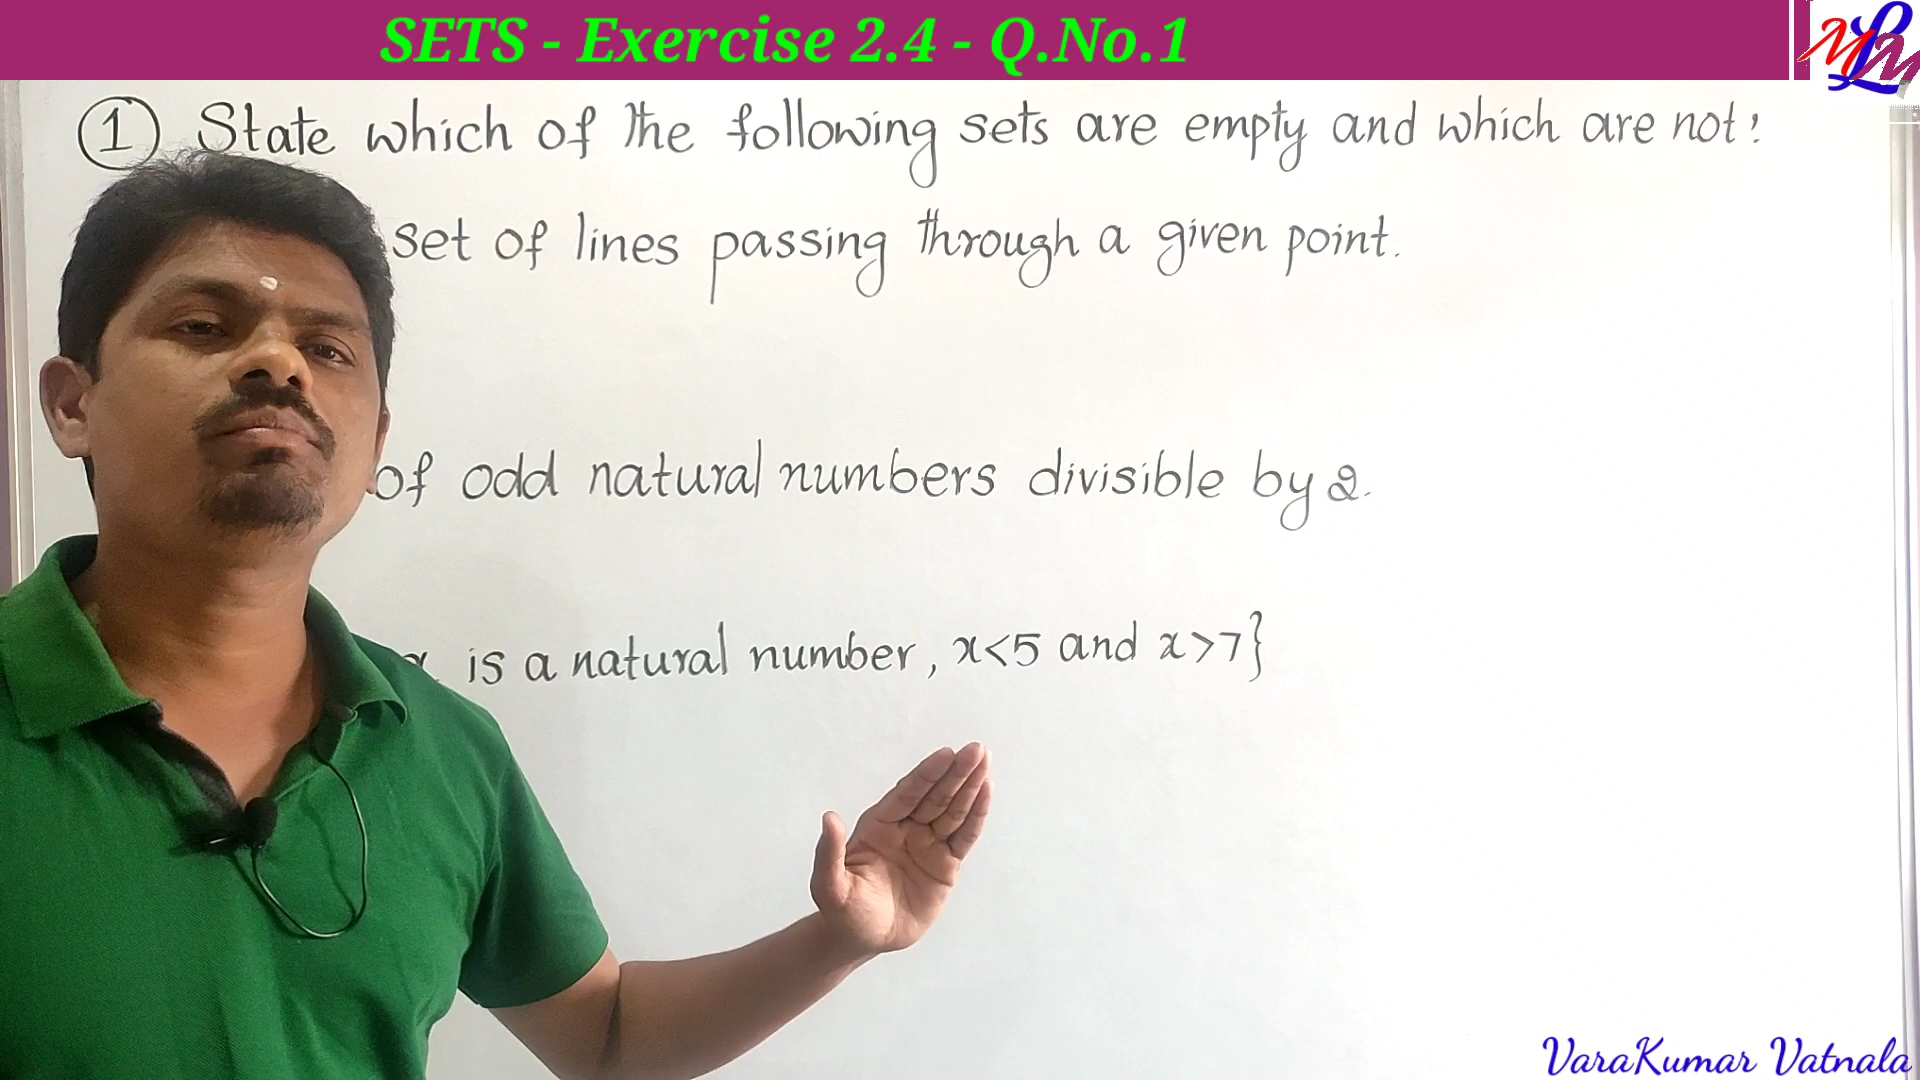 SETS - Exercise 2.4 - Q.No.1
MLM
① State which of the following sets are empty and which are not?
set of lines passing through a given point.
of odd natural numbers divisible by 2.
x is a natural number, x<5 and x>7}
VaraKumar Vatnala